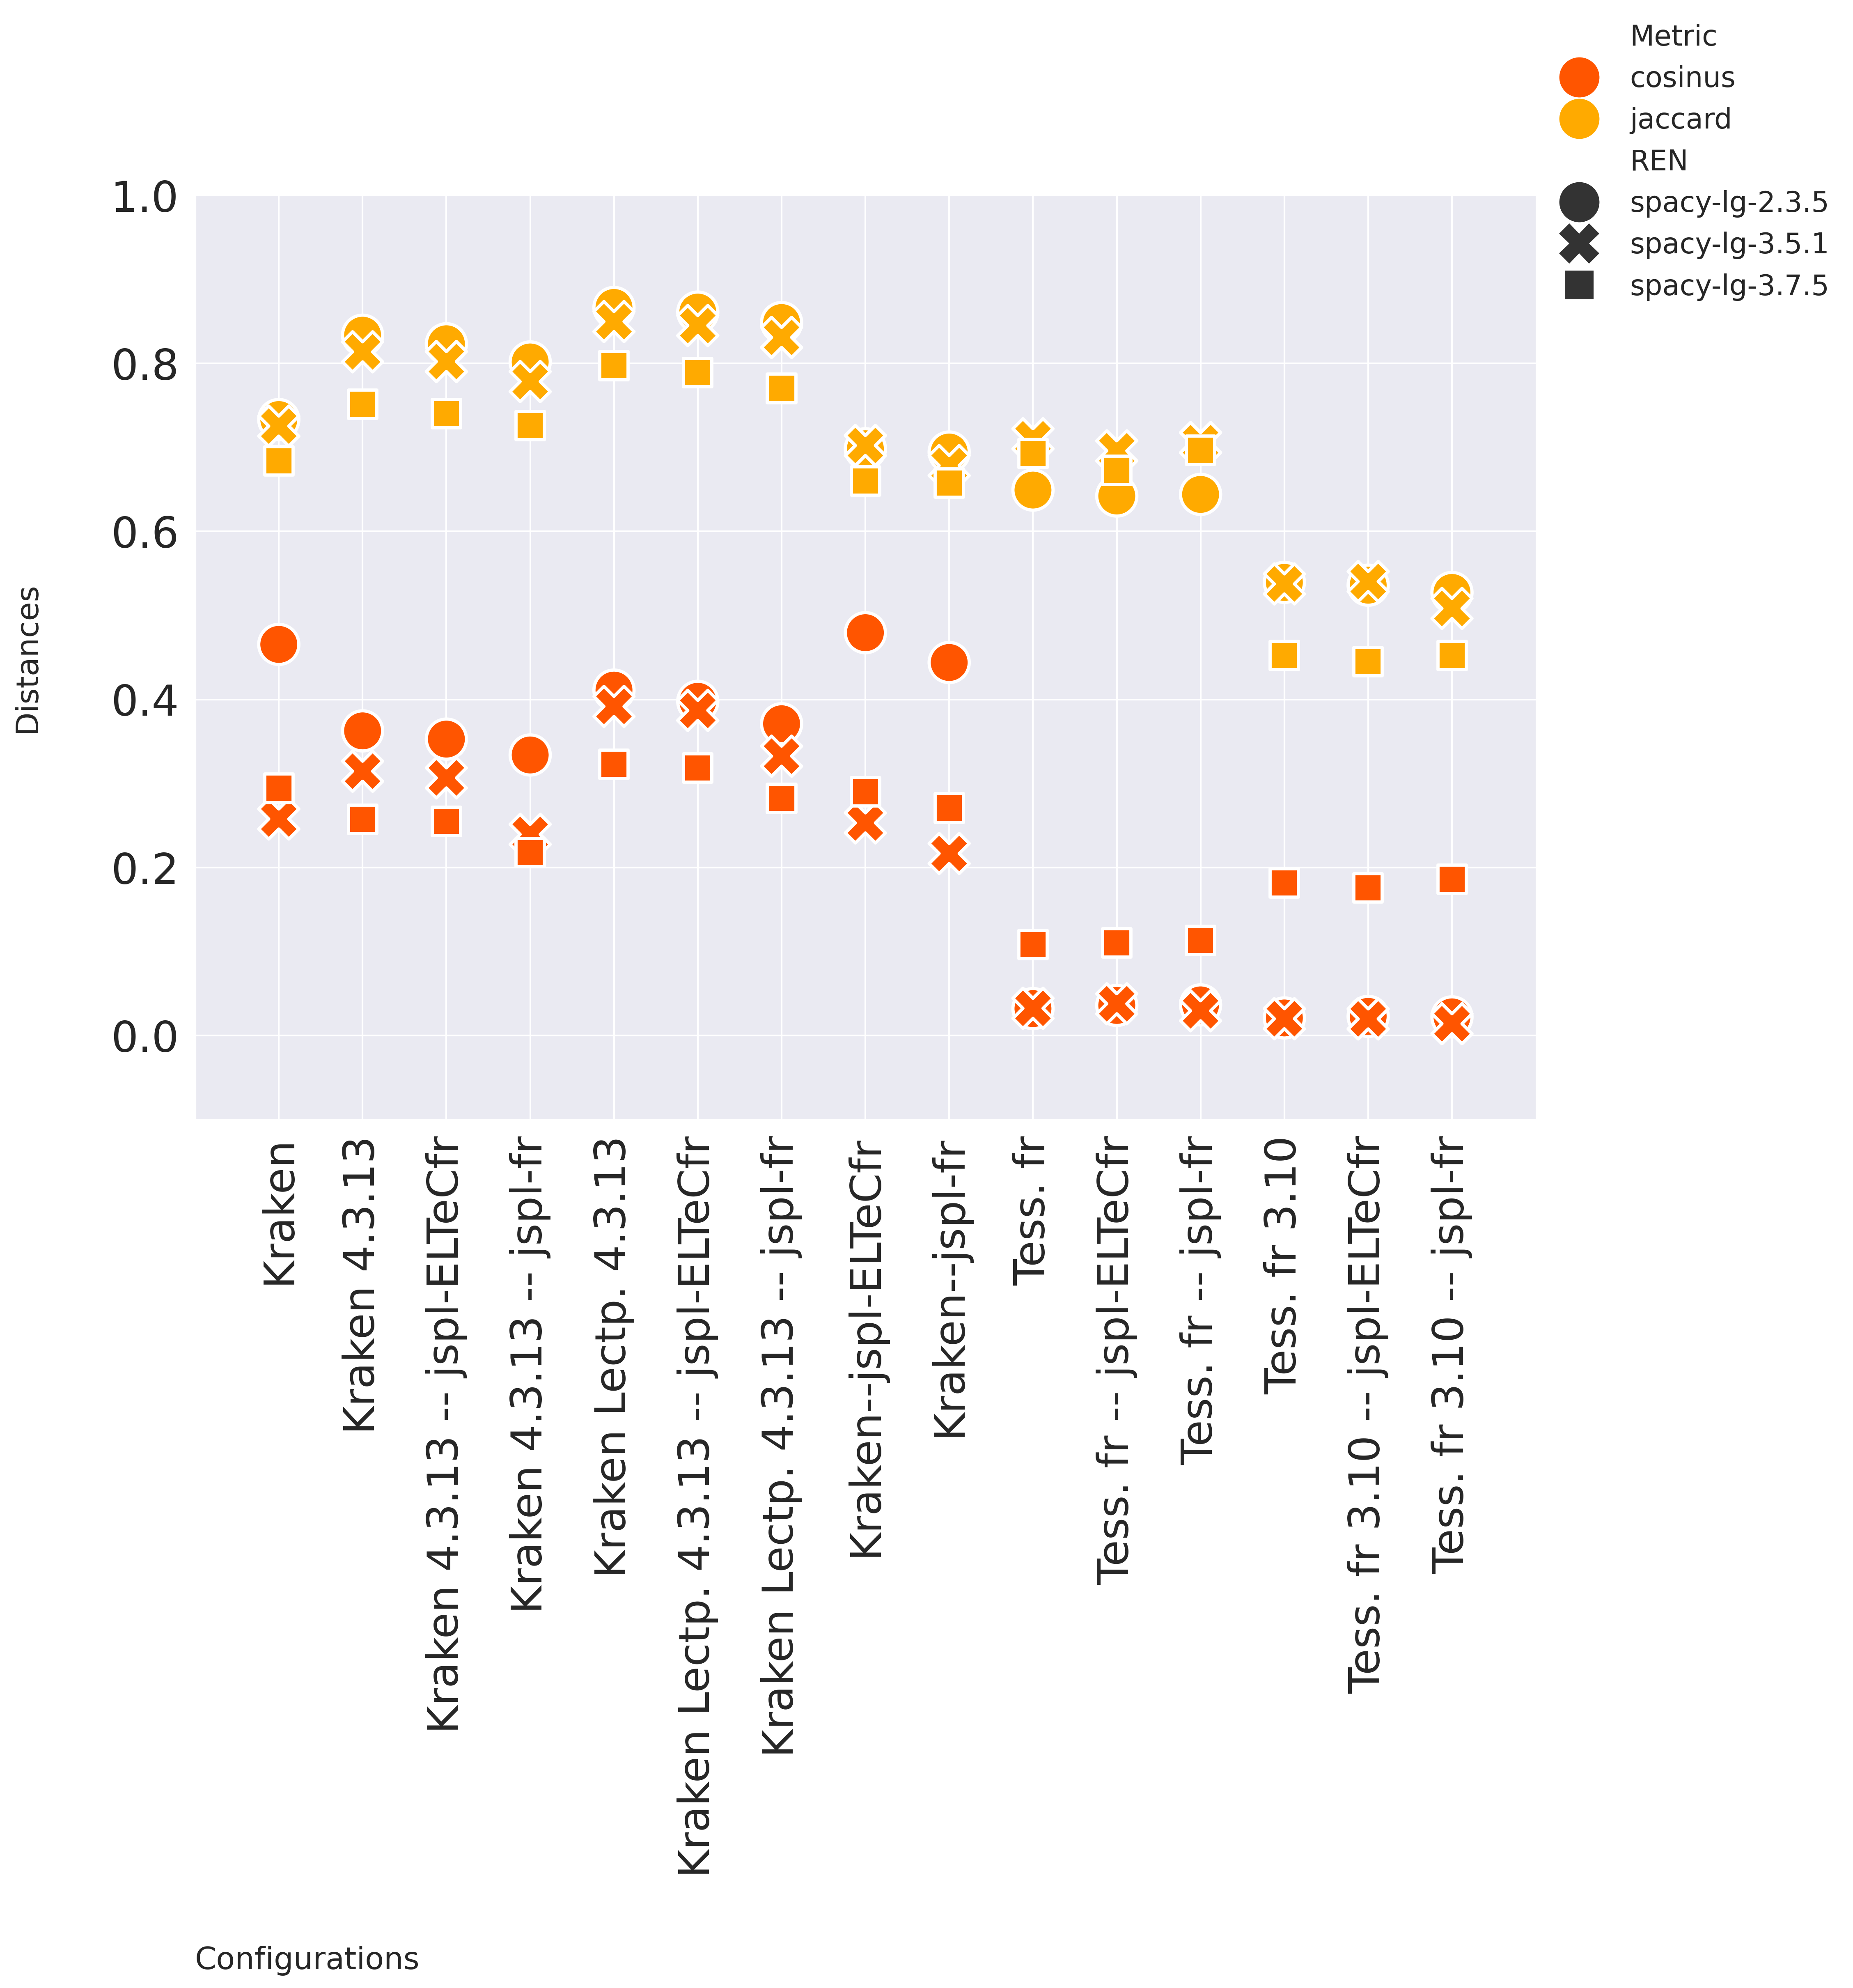 Metric
cosinus
jaccard
REN
spacy-lg-2.3.5
spacy-lg-3.5.1
spacy-lg-3.7.5
1.0
0.8
0.6
0.4
0.2
0.0
Distances
Kraken
Kraken 4.3.13
Kraken 4.3.13 -- jspl-ELTeCfr
Kraken 4.3.13 -- jspl-fr
Kraken Lectp. 4.3.13
Kraken Lectp. 4.3.13 -- jspl-ELTeCfr
Kraken Lectp. 4.3.13 -- jspl-fr
Kraken--jspl-ELTeCfr
Kraken--jspl-fr
Tess. fr
Tess. fr -- jspl-ELTeCfr
Tess. fr -- jspl-fr
Tess. fr 3.10
Tess. fr 3.10 -- jspl-ELTeCfr
Tess. fr 3.10 -- jspl-fr
Configurations